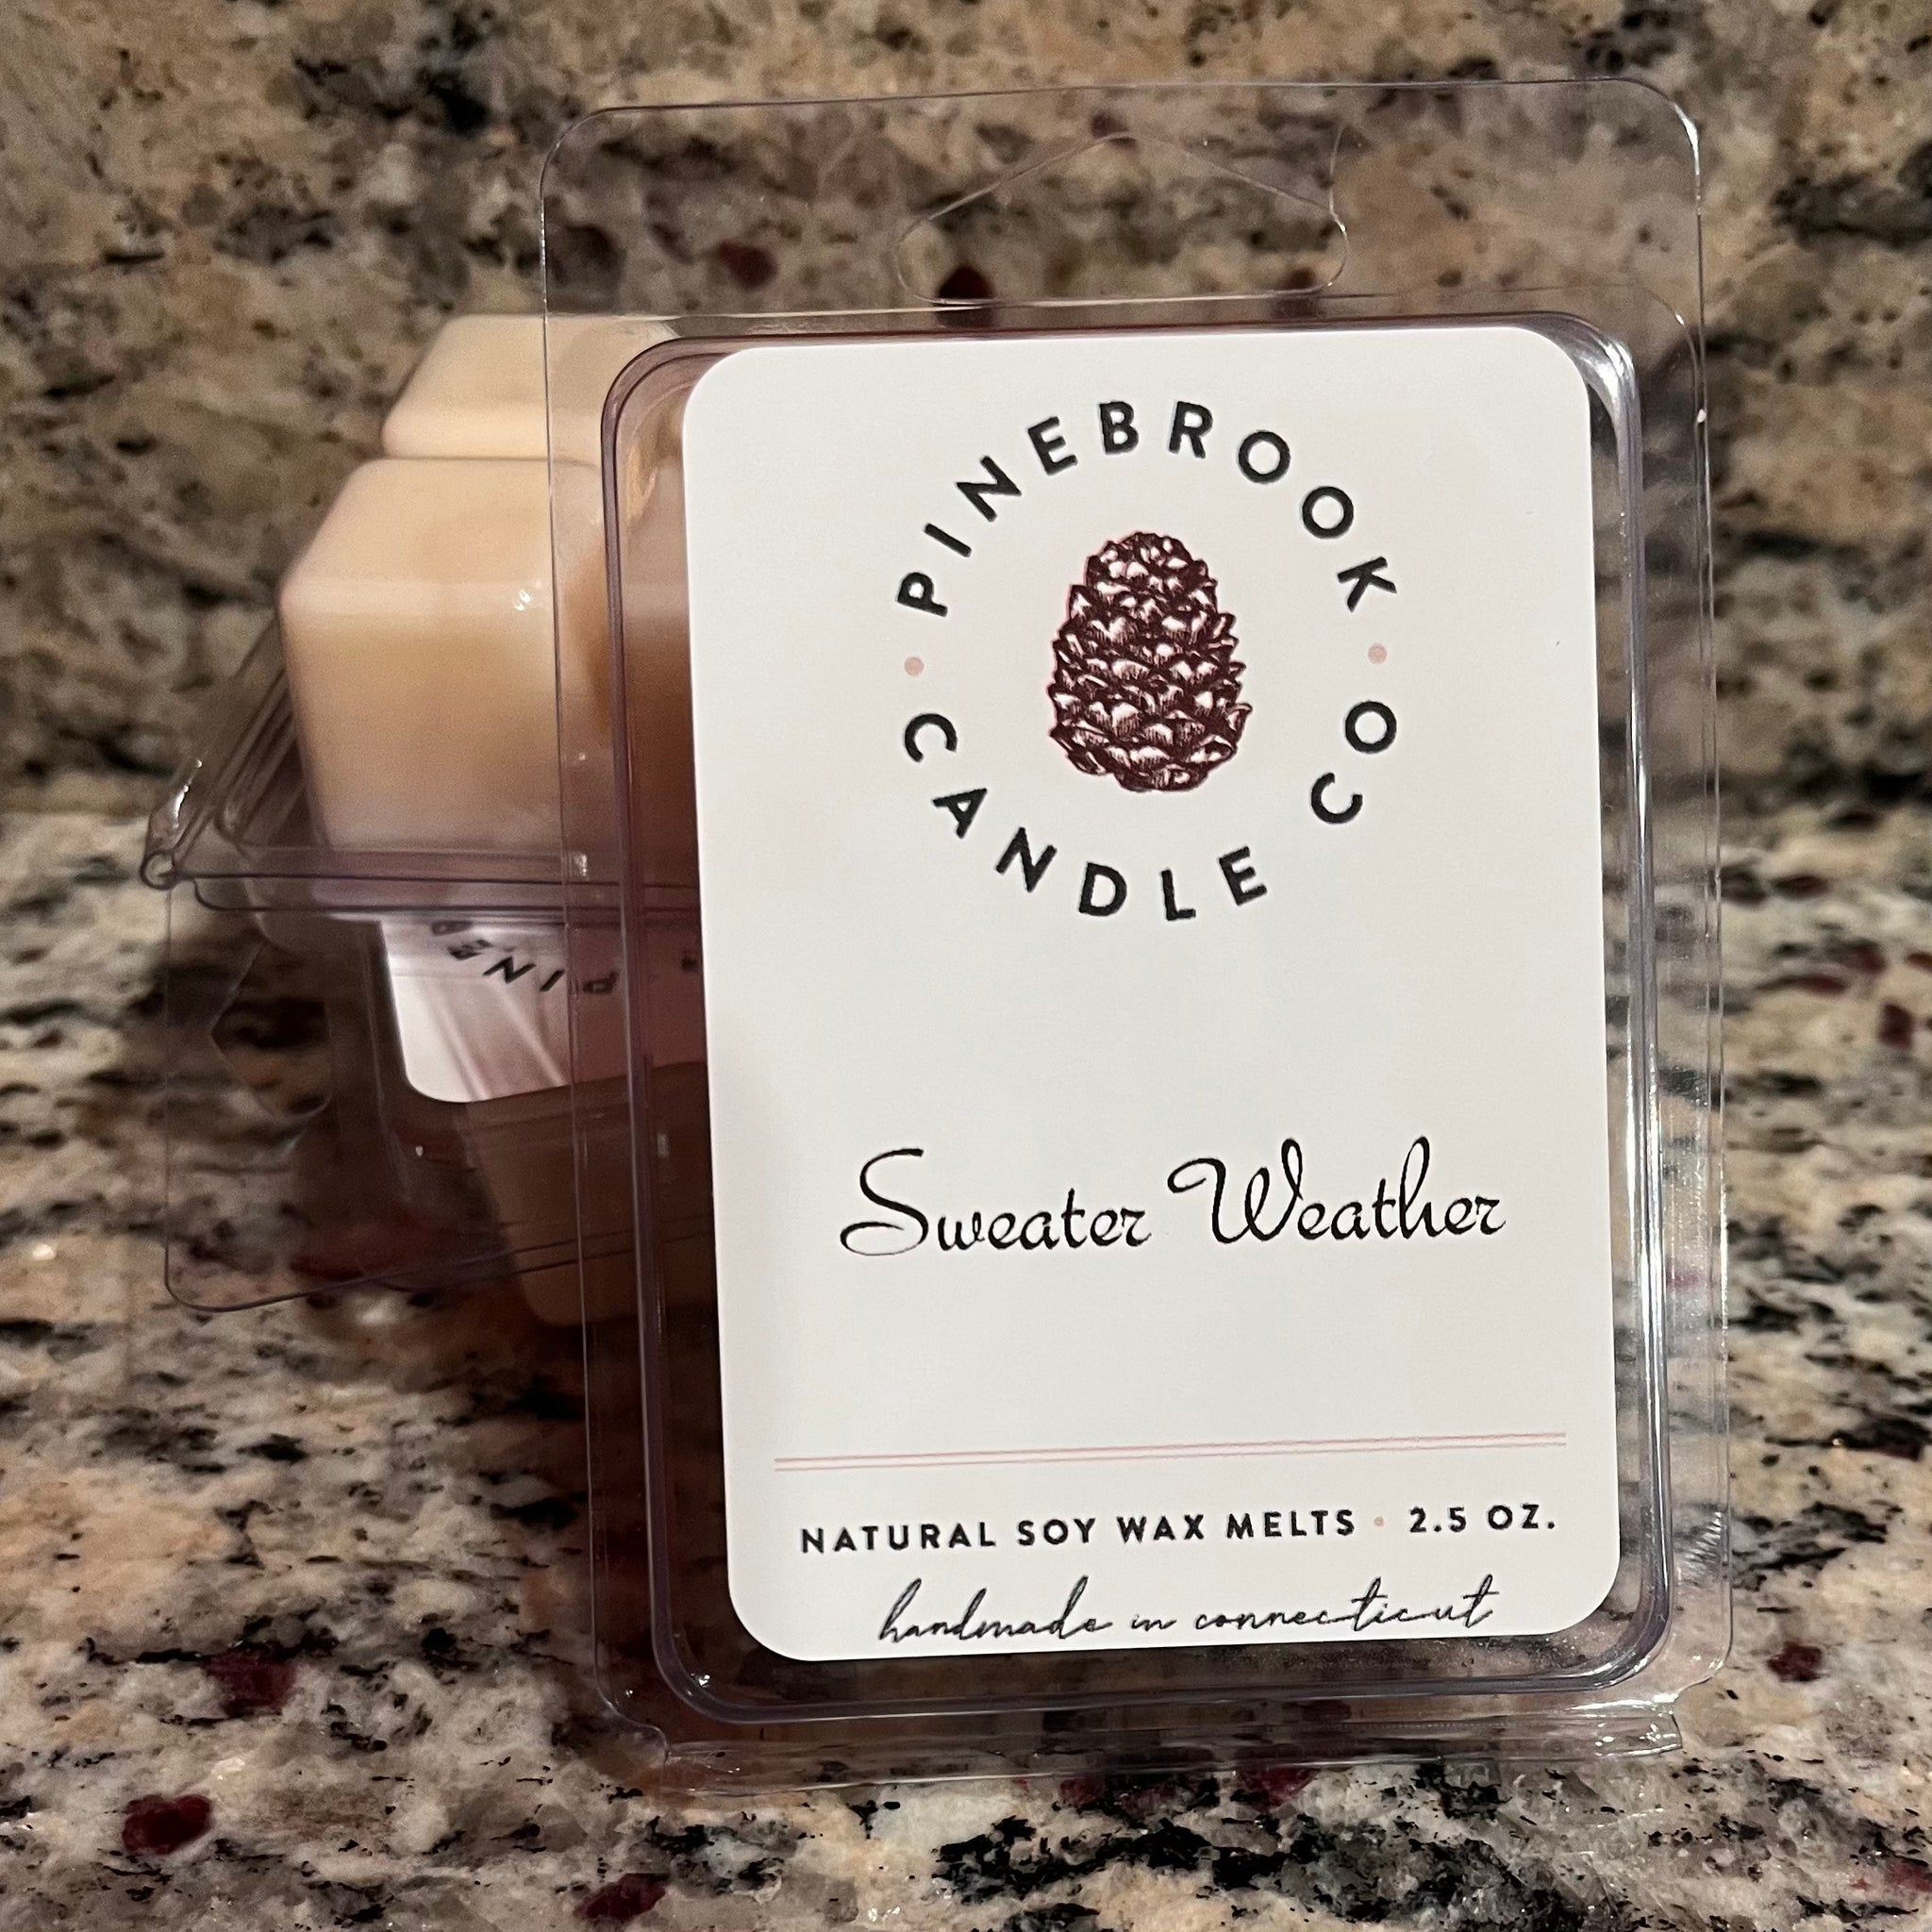 PINEBROOK
CANDLE CO
Sweater Weather
NATURAL SOY WAX MELTS • 2.5 OZ.
handmade in connecticut